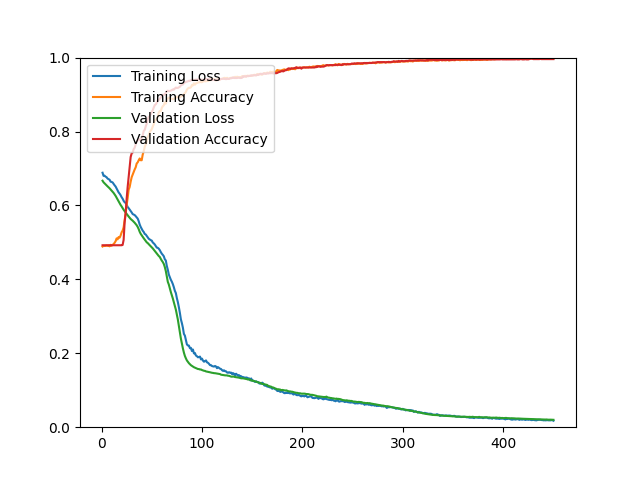 1.0
0.8
0.6
0.4
0.2
0.0
Training Loss
Training Accuracy
Validation Loss
Validation Accuracy
0 100 200 300 400